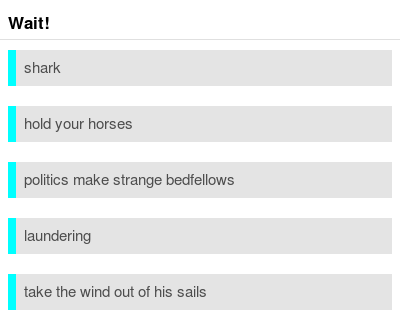 Wait!
shark
hold your horses
politics make strange bedfellows
laundering
take the wind out of his sails